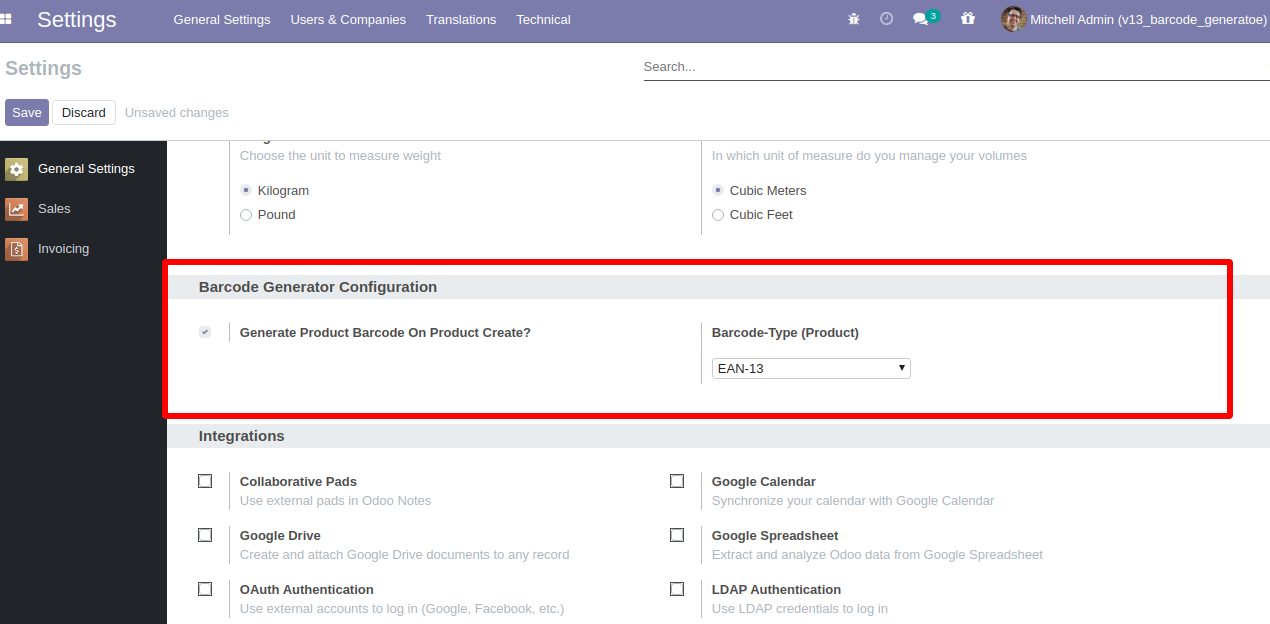 Settings General Settings Users & Companies Translations Technical 3 Mitchell Admin (v13_barcode_generatoe)
Settings
Search...
Save Discard Unsaved changes
General Settings
Sales
Invoicing
Choose the unit to measure weight
Kilogram
Pound
In which unit of measure do you manage your volumes
Cubic Meters
Cubic Feet
Barcode Generator Configuration
Generate Product Barcode On Product Create?
Barcode-Type (Product)
EAN-13
Integrations
Collaborative Pads
Use external pads in Odoo Notes
Google Calendar
Synchronize your calendar with Google Calendar
Google Drive
Create and attach Google Drive documents to any record
Google Spreadsheet
Extract and analyze Odoo data from Google Spreadsheet
OAuth Authentication
Use external accounts to log in (Google, Facebook, etc.)
LDAP Authentication
Use LDAP credentials to log in